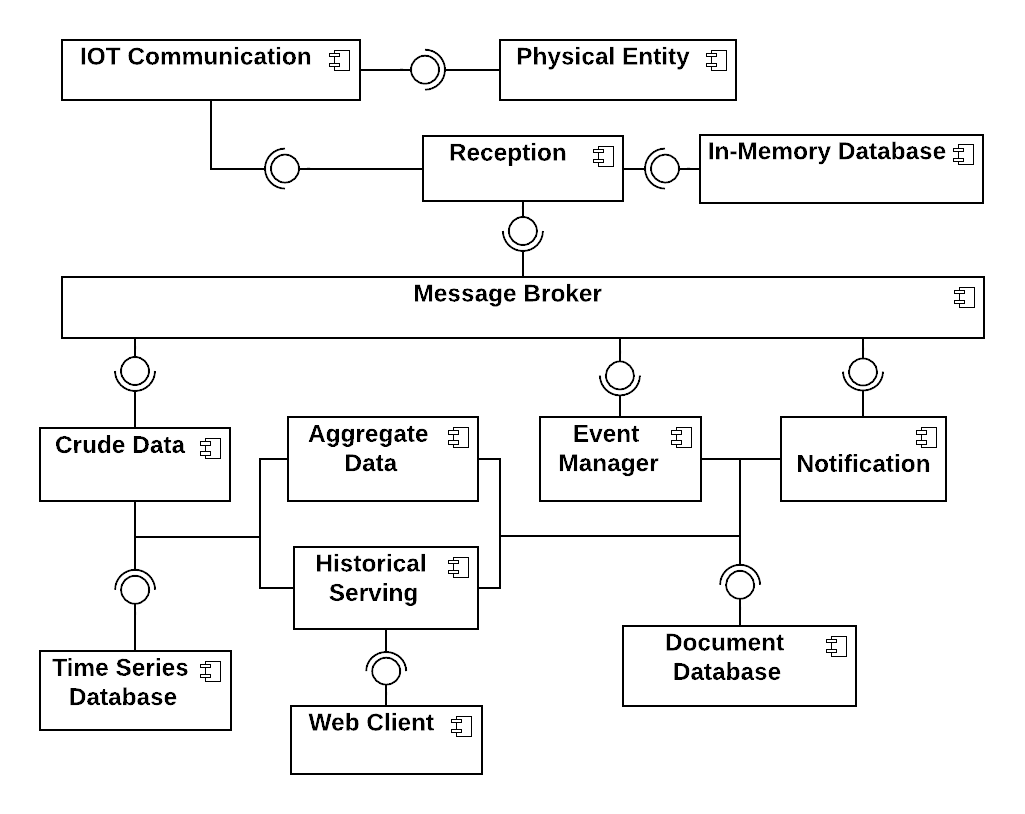 IOT Communication
Physical Entity
Reception
In-Memory Database
Message Broker
Crude Data
Aggregate
Data
Event
Manager
Notification
Historical
Serving
Time Series
Database
Document
Database
Web Client